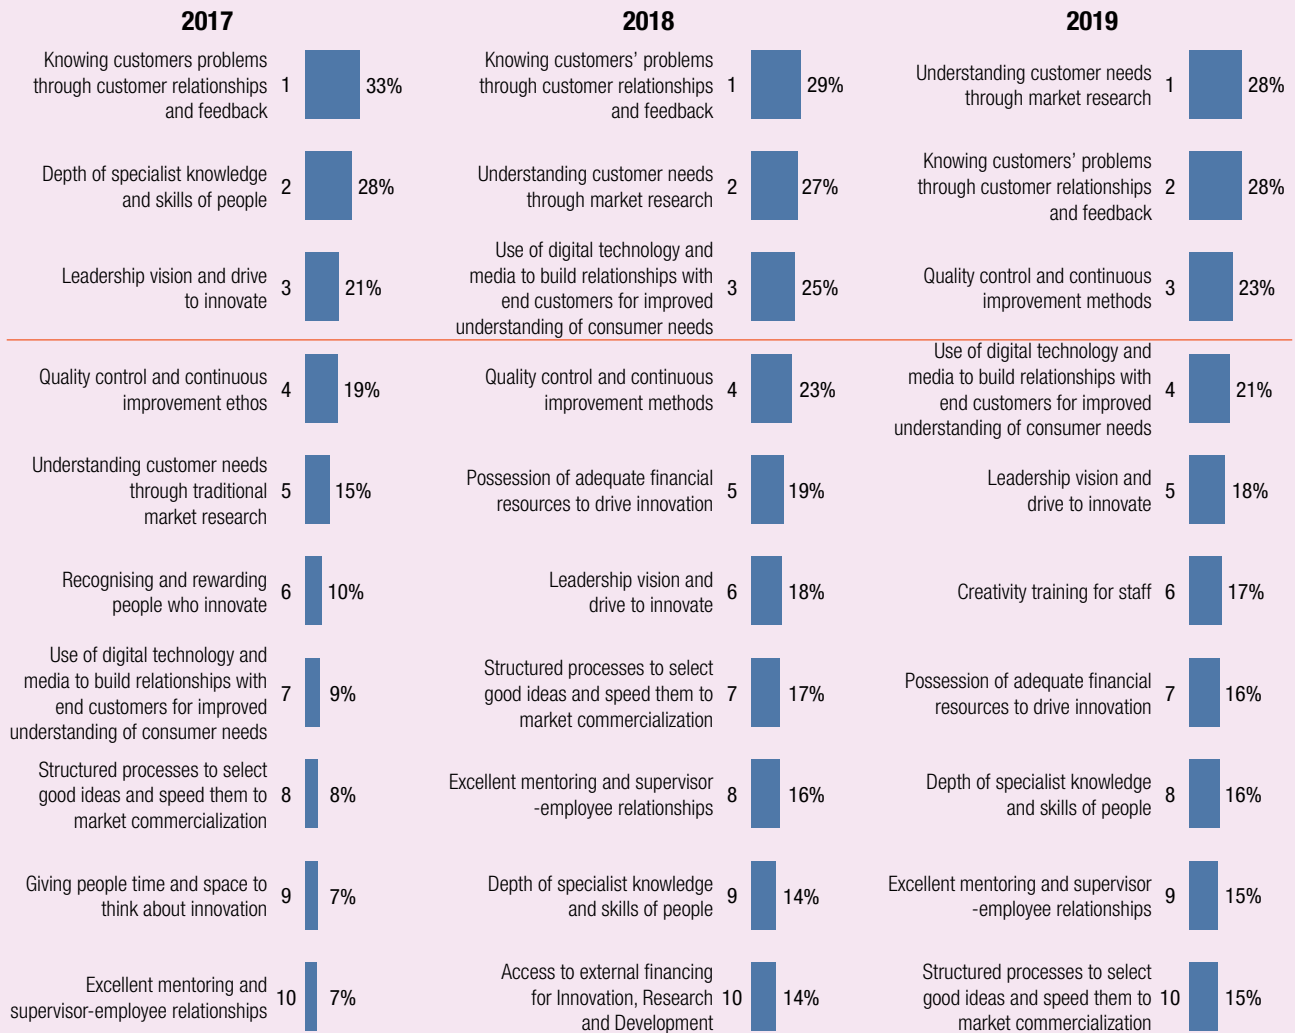 2017
Knowing customers problems
through customer relationships
and feedback
1
33%
Depth of specialist knowledge
and skills of people
2
28%
Leadership vision and drive
to innovate
3
21%
Quality control and continuous
improvement ethos
4
19%
Understanding customer needs
through traditional
market research
5
15%
Recognising and rewarding
people who innovate
6
10%
Use of digital technology and
media to build relationships with
end customers for improved
understanding of consumer needs
7
9%
Structured processes to select
good ideas and speed them to
market commercialization
8
8%
Giving people time and space to
think about innovation
9
7%
Excellent mentoring and
supervisor-employee relationships
10
7%
2018
Knowing customers’ problems
through customer relationships
and feedback
1
29%
Understanding customer needs
through market research
2
27%
Use of digital technology and
media to build relationships with
end customers for improved
understanding of consumer needs
3
25%
Quality control and continuous
improvement methods
4
23%
Possession of adequate financial
resources to drive innovation
5
19%
Leadership vision and
drive to innovate
6
18%
Structured processes to select
good ideas and speed them to
market commercialization
7
17%
Excellent mentoring and supervisor
-employee relationships
8
16%
Depth of specialist knowledge
and skills of people
9
14%
Access to external financing
for Innovation, Research
and Development
10
14%
2019
Understanding customer needs
through market research
1
28%
Knowing customers’ problems
through customer relationships
and feedback
2
28%
Quality control and continuous
improvement methods
3
23%
Use of digital technology and
media to build relationships with
end customers for improved
understanding of consumer needs
4
21%
Leadership vision and
drive to innovate
5
18%
Creativity training for staff
6
17%
Possession of adequate financial
resources to drive innovation
7
16%
Depth of specialist knowledge
and skills of people
8
16%
Excellent mentoring and supervisor
-employee relationships
9
15%
Structured processes to select
good ideas and speed them to
market commercialization
10
15%